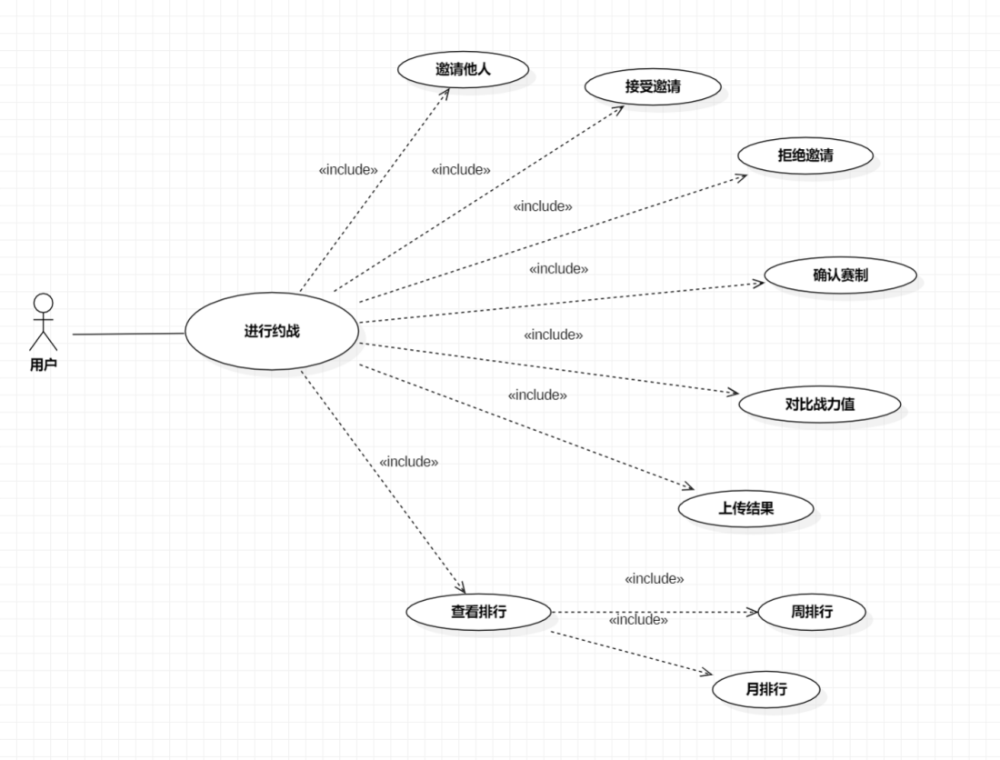 邀请他人
接受邀请
拒绝邀请
«include»
«include»
«include»
«include»
确认赛制
进行约战
用户
«include»
«include»
对比战力值
«include»
上传结果
«include»
查看排行
«include»
周排行
月排行